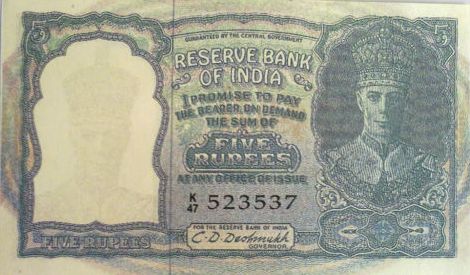 5
5
GUARANTEED BY THE CENTRAL GOVERNMENT
RESERVE BANK
OF INDIA
I PROMISE TO PAY
THE BEARER ON DEMAND
THE SUM OF
FIVE
RUPEES
AT ANY OFFICE OF ISSUE
K/47 523537
FOR THE RESERVE BANK OF INDIA
C. D. Deshmukh
GOVERNOR
FIVE RUPEES